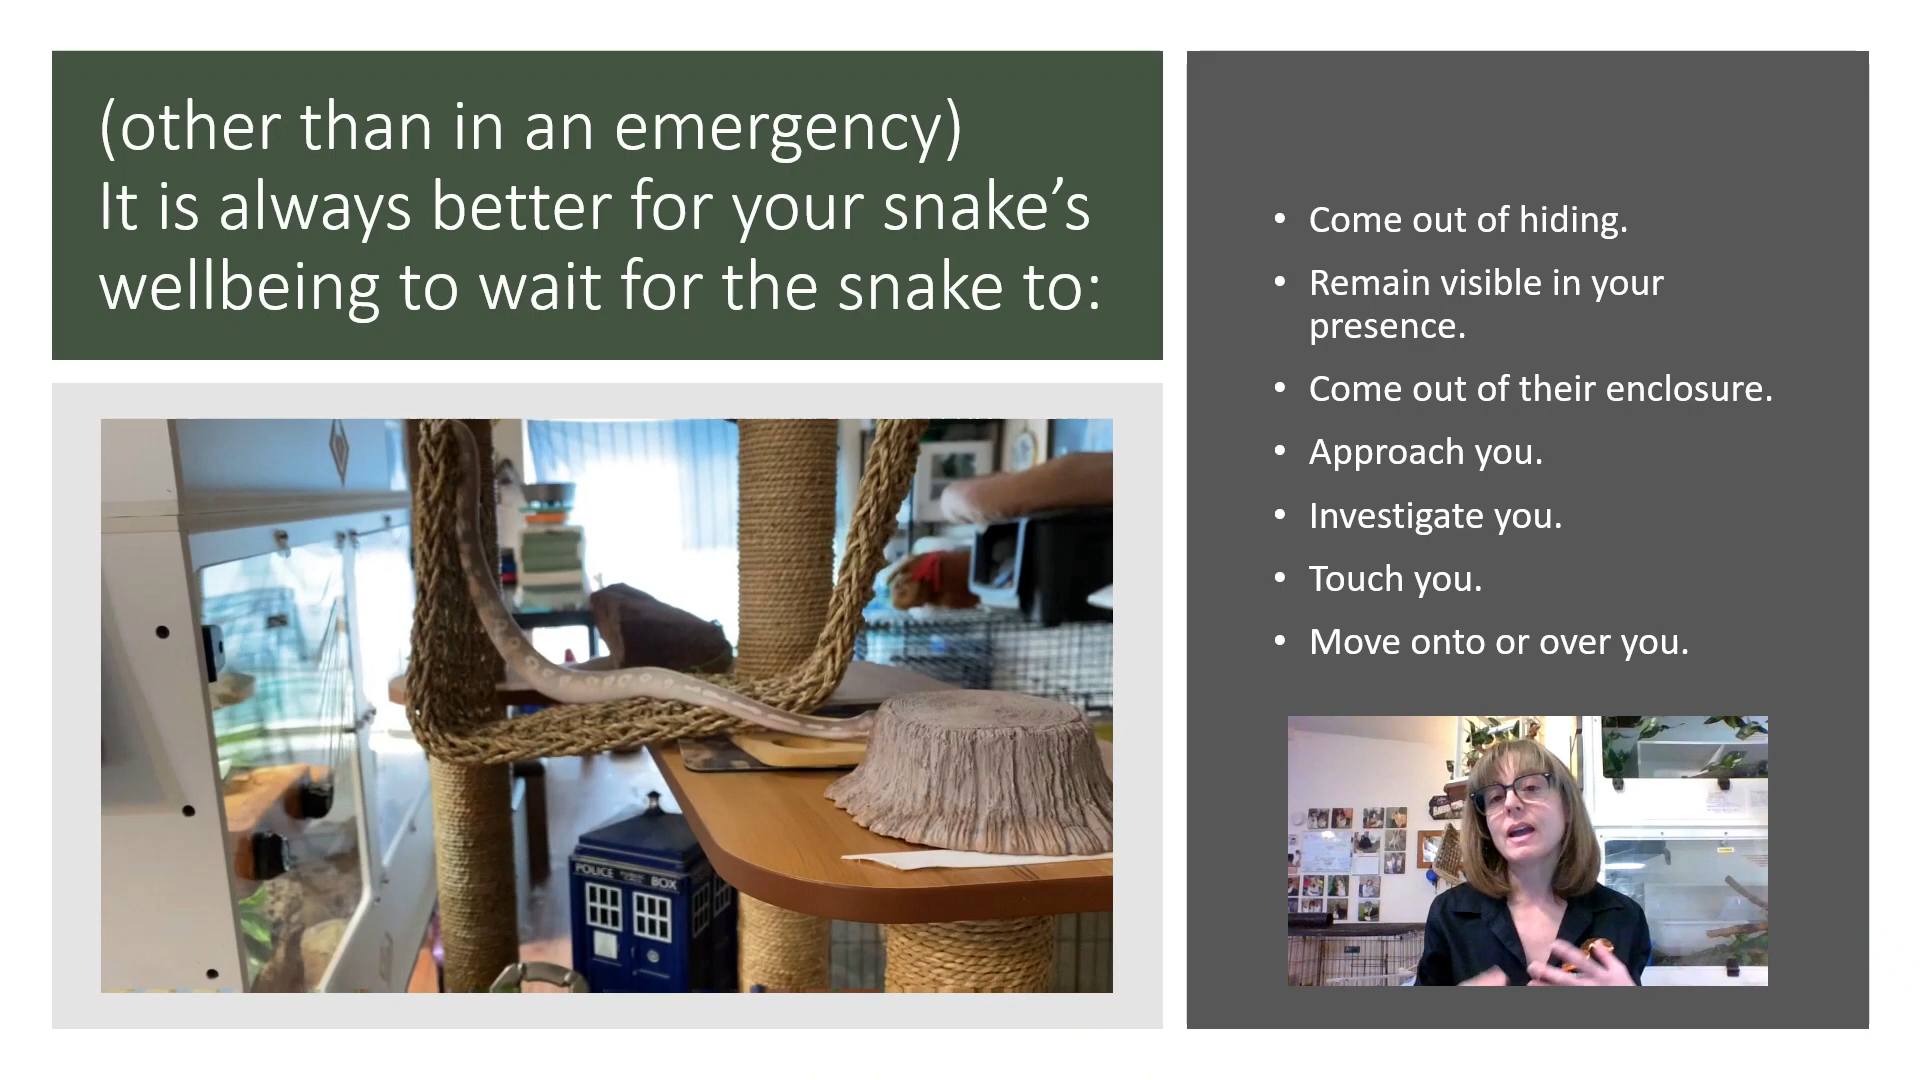 (other than in an emergency)
It is always better for your snake’s
wellbeing to wait for the snake to:
• Come out of hiding.
• Remain visible in your
presence.
• Come out of their enclosure.
• Approach you.
• Investigate you.
• Touch you.
• Move onto or over you.
POLICE BOX